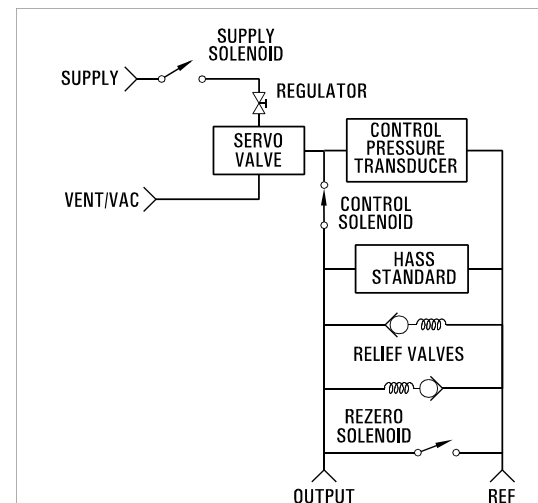 SUPPLY
SOLENOID
SUPPLY
REGULATOR
SERVO
VALVE
CONTROL
PRESSURE
TRANSDUCER
VENT/VAC
CONTROL
SOLENOID
HASS
STANDARD
RELIEF VALVES
REZERO
SOLENOID
OUTPUT
REF